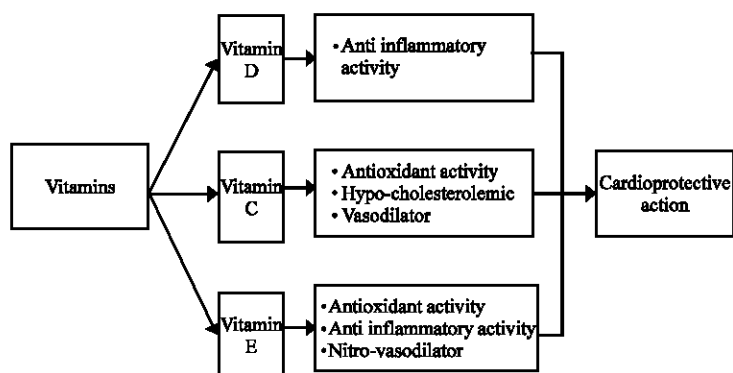 Vitamin
D
• Anti inflammatory
activity
Vitamins
Vitamin
C
• Antioxidant activity
• Hypo-cholesterolemic
• Vasodilator
Cardioprotective
action
Vitamin
E
• Antioxidant activity
• Anti inflammatory activity
• Nitro-vasodilator